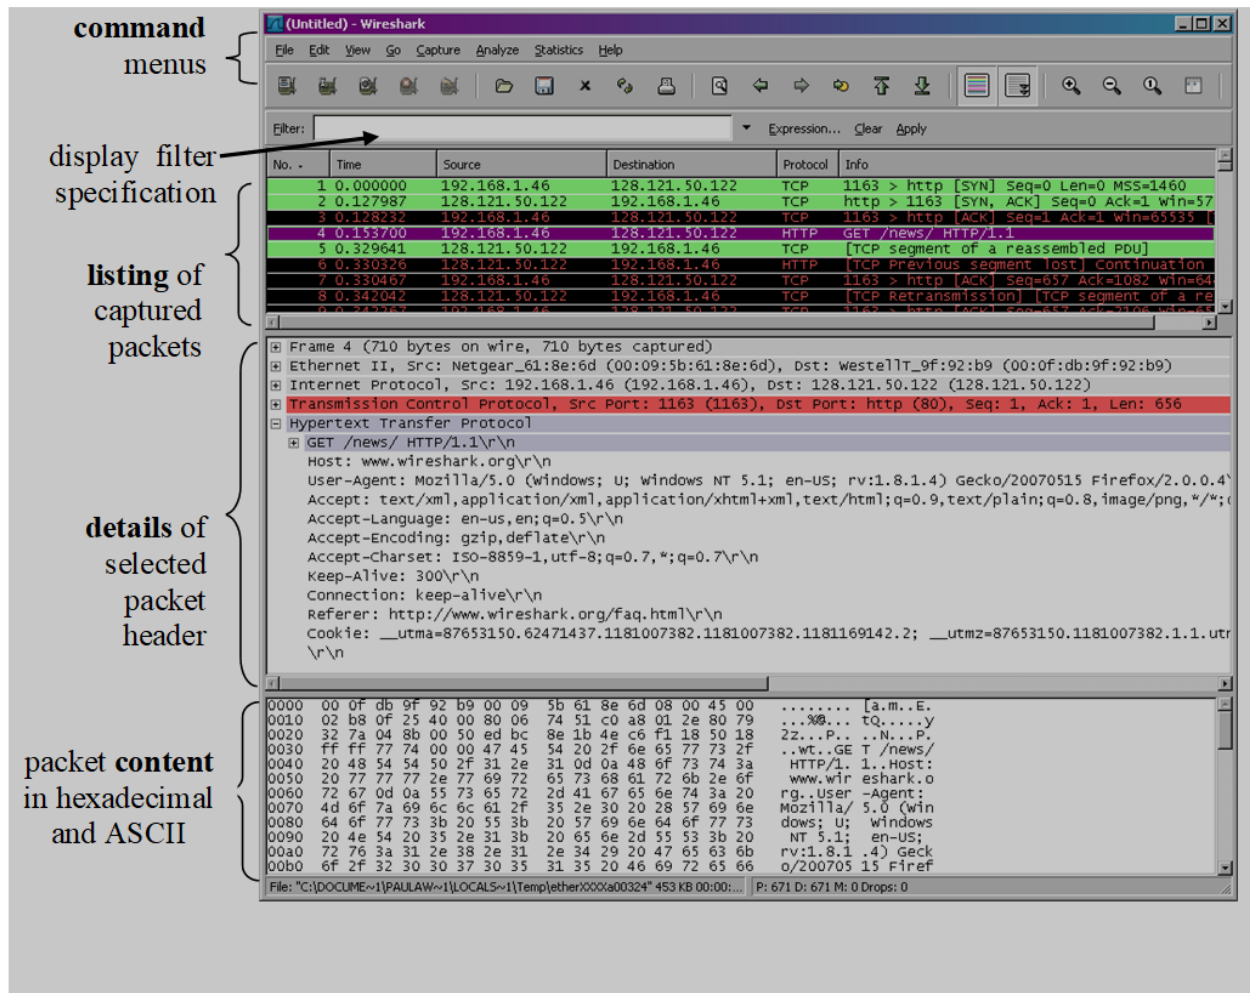 command
menus
display filter
specification
listing of
captured
packets
details of
selected
packet
header
packet content
in hexadecimal
and ASCII
(Untitled) - Wireshark
File Edit View Go Capture Analyze Statistics Help
Filter: Expression... Clear Apply
No. - Time Source Destination Protocol Info
1 0.000000 192.168.1.46 128.121.50.122 TCP 1163 > http [SYN] Seq=0 Len=0 MSS=1460
2 0.127987 128.121.50.122 192.168.1.46 TCP http > 1163 [SYN, ACK] Seq=0 Ack=1 Win=57
3 0.128232 192.168.1.46 128.121.50.122 TCP 1163 > http [ACK] Seq=1 Ack=1 Win=65535 [
4 0.153700 192.168.1.46 128.121.50.122 HTTP GET /news/ HTTP/1.1
5 0.329641 128.121.50.122 192.168.1.46 TCP [TCP segment of a reassembled PDU]
6 0.330326 128.121.50.122 192.168.1.46 HTTP [TCP Previous segment lost] Continuation
7 0.330467 192.168.1.46 128.121.50.122 TCP 1163 > http [ACK] Seq=657 Ack=1082 Win=64
8 0.342042 128.121.50.122 192.168.1.46 TCP [TCP Retransmission] [TCP segment of a re
Frame 4 (710 bytes on wire, 710 bytes captured)
Ethernet II, Src: Netgear_61:8e:6d (00:09:5b:61:8e:6d), Dst: WestellT_9f:92:b9 (00:0f:db:9f:92:b9)
Internet Protocol, Src: 192.168.1.46 (192.168.1.46), Dst: 128.121.50.122 (128.121.50.122)
Transmission Control Protocol, Src Port: 1163 (1163), Dst Port: http (80), Seq: 1, Ack: 1, Len: 656
Hypertext Transfer Protocol
GET /news/ HTTP/1.1\r\n
Host: www.wireshark.org\r\n
User-Agent: Mozilla/5.0 (Windows; U; Windows NT 5.1; en-US; rv:1.8.1.4) Gecko/20070515 Firefox/2.0.0.4\
Accept: text/xml,application/xml,application/xhtml+xml,text/html;q=0.9,text/plain;q=0.8,image/png,*/*;
Accept-Language: en-us,en;q=0.5\r\n
Accept-Encoding: gzip,deflate\r\n
Accept-Charset: ISO-8859-1,utf-8;q=0.7,*;q=0.7\r\n
Keep-Alive: 300\r\n
Connection: keep-alive\r\n
Referer: http://www.wireshark.org/faq.html\r\n
Cookie: __utma=87653150.62471437.1181007382.1181007382.1181169142.2; __utmz=87653150.1181007382.1.1.utm
\r\n
0000 00 0f db 9f 92 b9 00 09 5b 61 8e 6d 08 00 45 00 ........ [a.m..E.
0010 02 b8 0f 25 40 00 80 06 74 51 c0 a8 01 2e 80 79 ...%@... tQ.....y
0020 32 7a 04 8b 00 50 ed bc 8e 1b 4e c6 f1 18 50 18 2z...P.. ..N...P.
0030 ff ff 77 74 00 00 47 45 54 20 2f 6e 65 77 73 2f ..wt..GE T /news/
0040 20 48 54 54 50 2f 31 2e 31 0d 0a 48 6f 73 74 3a HTTP/1. 1..Host:
0050 20 77 77 77 2e 77 69 72 65 73 68 61 72 6b 2e 6f www.wir eshark.o
0060 72 67 0d 0a 55 73 65 72 2d 41 67 65 6e 74 3a 20 rg..User -Agent:
0070 4d 6f 7a 69 6c 6c 61 2f 35 2e 30 20 28 57 69 6e Mozilla/ 5.0 (Win
0080 64 6f 77 73 3b 20 55 3b 20 57 69 6e 64 6f 77 73 dows; U; Windows
0090 20 4e 54 20 35 2e 31 3b 20 65 6e 2d 55 53 3b 20 NT 5.1; en-US;
00a0 72 76 3a 31 2e 38 2e 31 2e 34 29 20 47 65 63 6b rv:1.8.1 .4) Geck
00b0 6f 2f 32 30 30 37 30 35 31 35 20 46 69 72 65 66 o/200705 15 Firef
File: "C:\DOCUME~1\PAULAW~1\LOCALS~1\Temp\etherXXXXa00324" 453 KB 00:00:... P: 671 D: 671 M: 0 Drops: 0